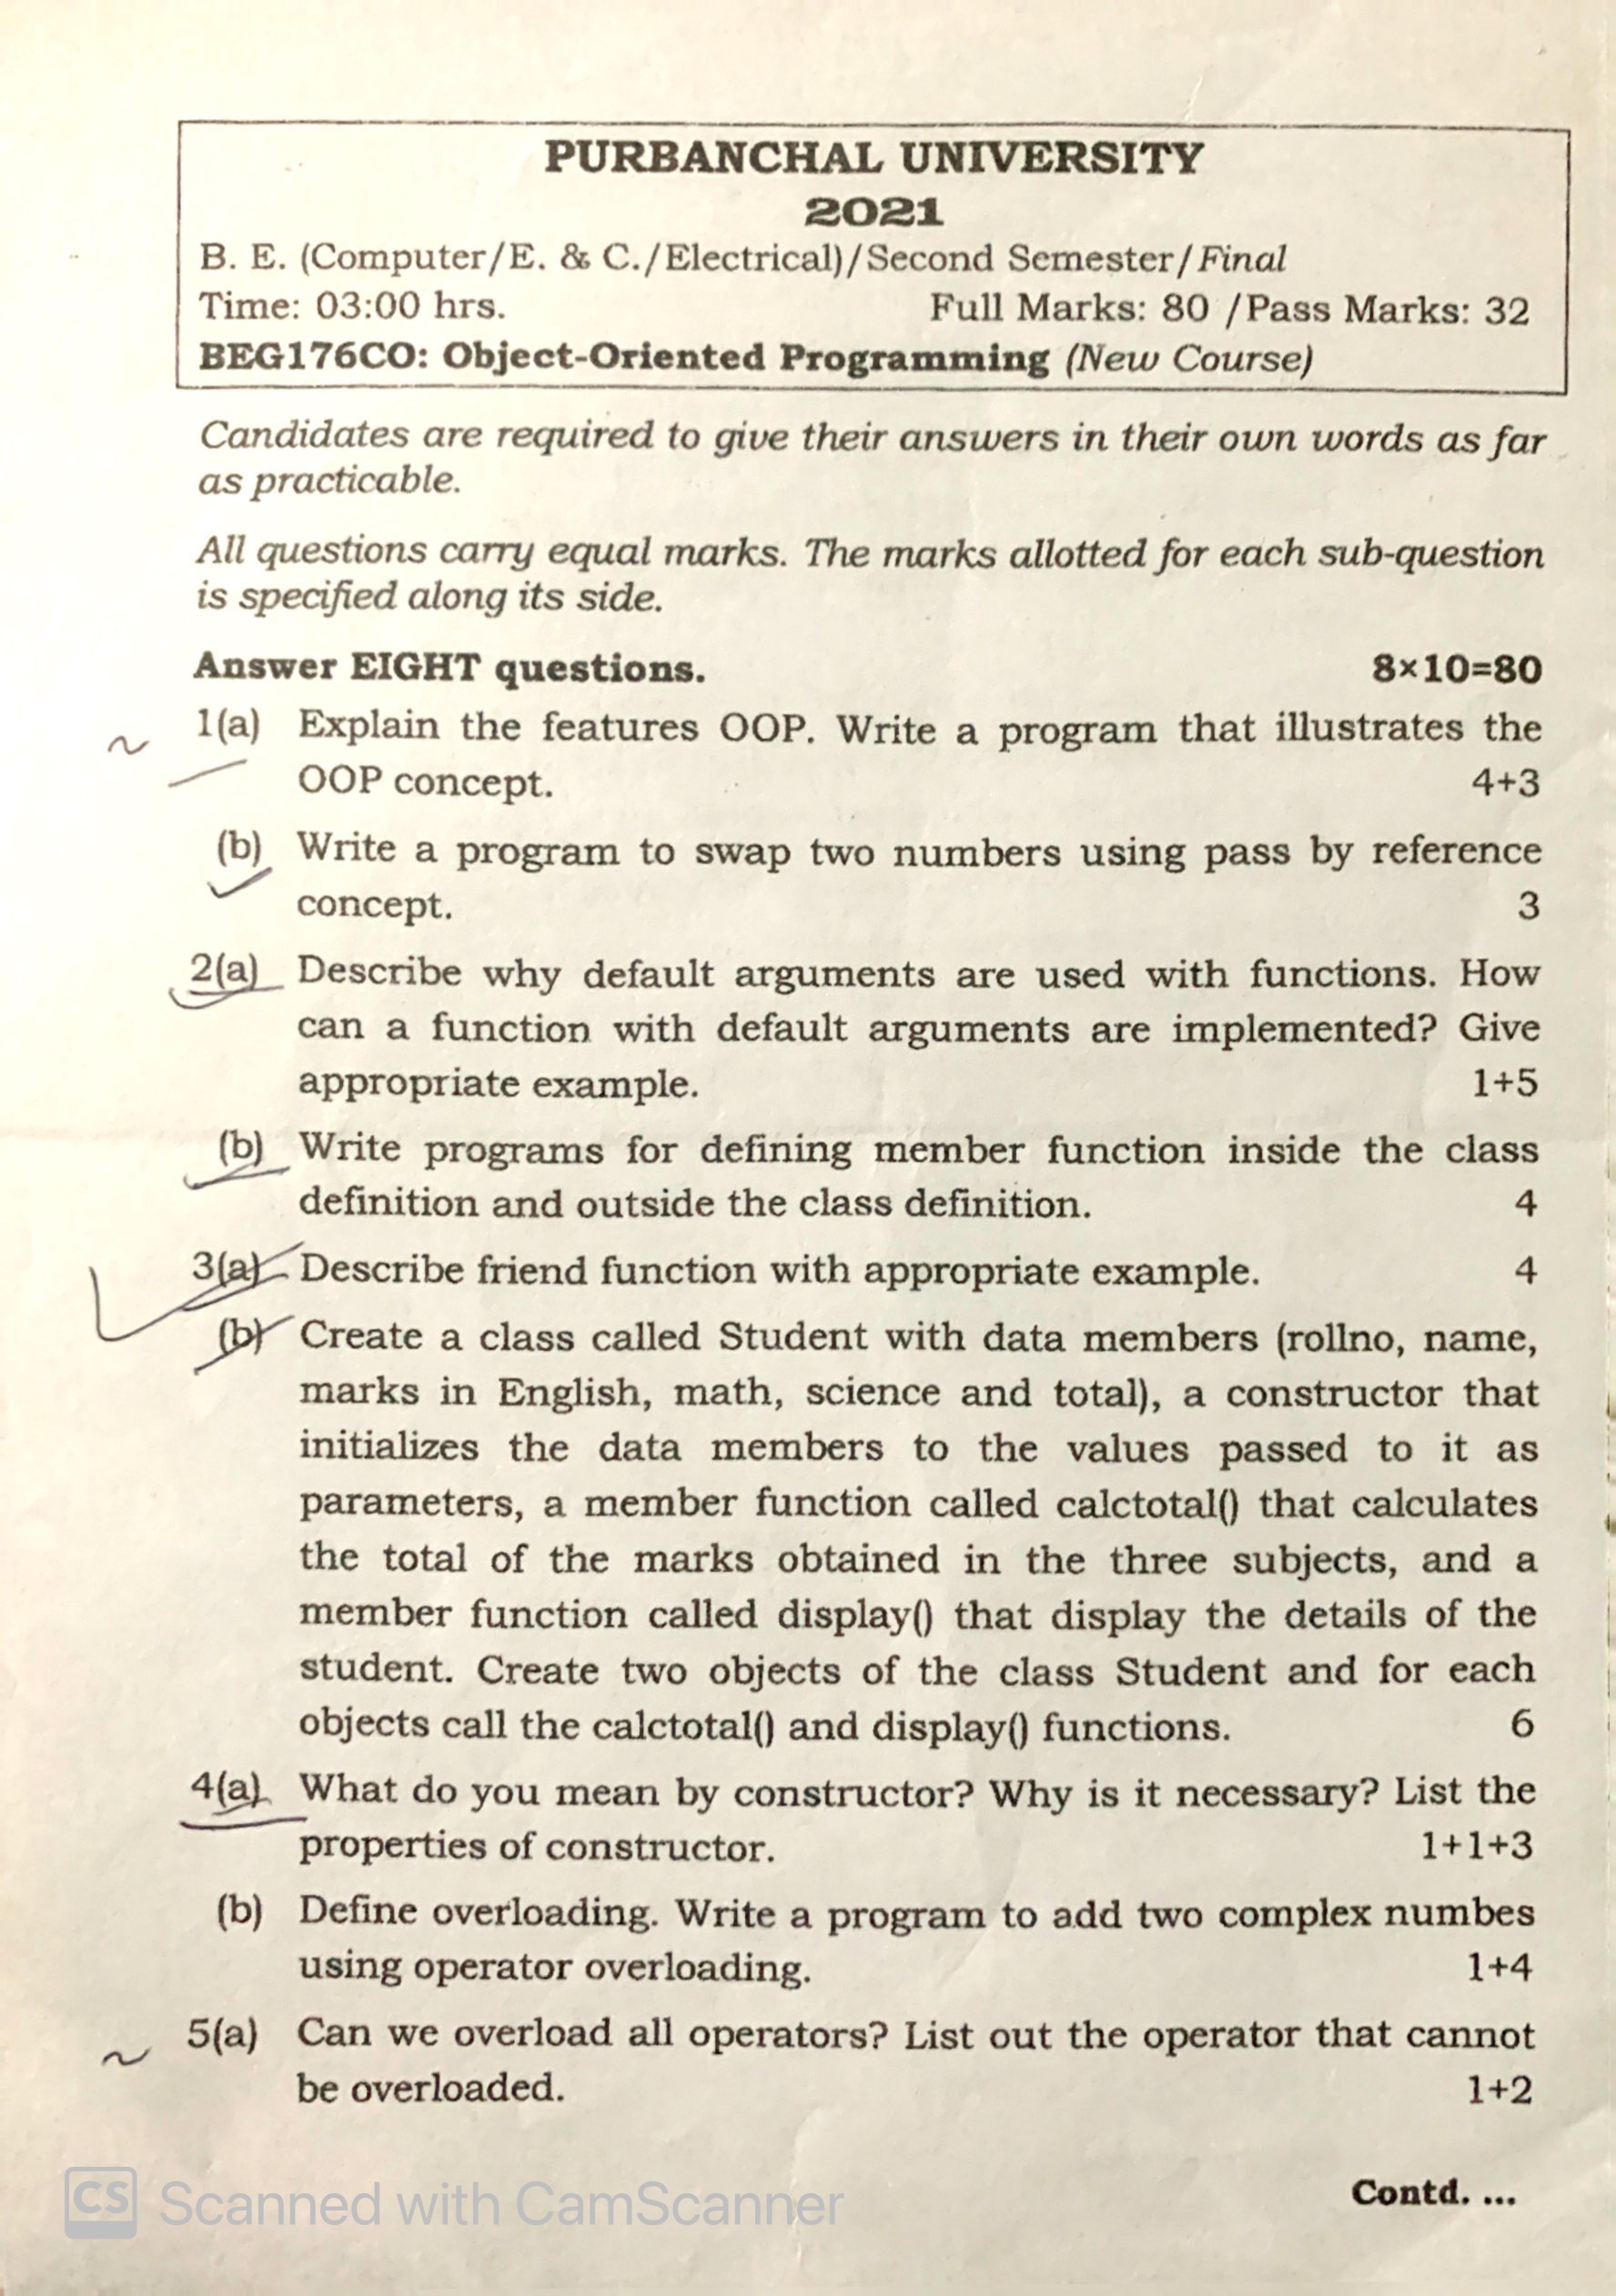 PURBANCHAL UNIVERSITY
2021
B. E. (Computer/E. & C./Electrical)/Second Semester/Final
Time: 03:00 hrs. Full Marks: 80 /Pass Marks: 32
BEG176CO: Object-Oriented Programming (New Course)
Candidates are required to give their answers in their own words as far
as practicable.
All questions carry equal marks. The marks allotted for each sub-question
is specified along its side.
Answer EIGHT questions. 8×10=80
1(a) Explain the features OOP. Write a program that illustrates the
OOP concept. 4+3
(b) Write a program to swap two numbers using pass by reference
concept. 3
2(a) Describe why default arguments are used with functions. How
can a function with default arguments are implemented? Give
appropriate example. 1+5
(b) Write programs for defining member function inside the class
definition and outside the class definition. 4
3(a) Describe friend function with appropriate example. 4
(b) Create a class called Student with data members (rollno, name,
marks in English, math, science and total), a constructor that
initializes the data members to the values passed to it as
parameters, a member function called calctotal() that calculates
the total of the marks obtained in the three subjects, and a
member function called display() that display the details of the
student. Create two objects of the class Student and for each
objects call the calctotal() and display() functions. 6
4(a) What do you mean by constructor? Why is it necessary? List the
properties of constructor. 1+1+3
(b) Define overloading. Write a program to add two complex numbes
using operator overloading. 1+4
5(a) Can we overload all operators? List out the operator that cannot
be overloaded. 1+2
Contd. ...
CS Scanned with CamScanner